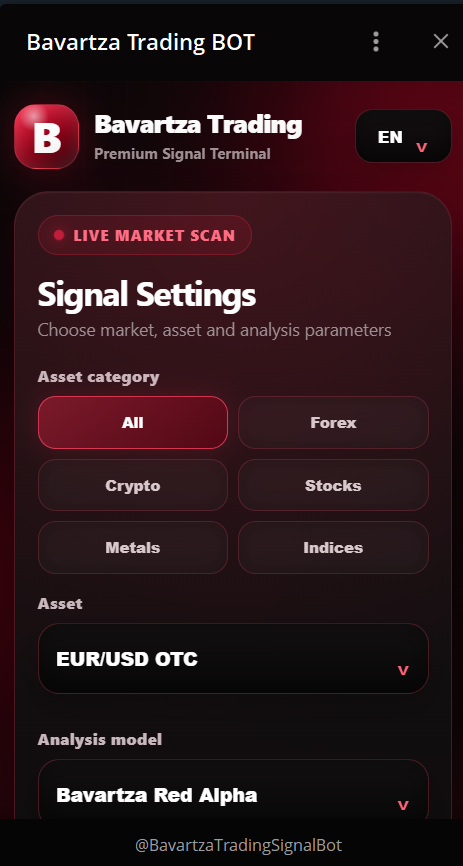 Bavartza Trading BOT
B
Bavartza Trading
Premium Signal Terminal
EN
LIVE MARKET SCAN
Signal Settings
Choose market, asset and analysis parameters
Asset category
All
Forex
Crypto
Stocks
Metals
Indices
Asset
EUR/USD OTC
Analysis model
Bavartza Red Alpha
@BavartzaTradingSignalBot